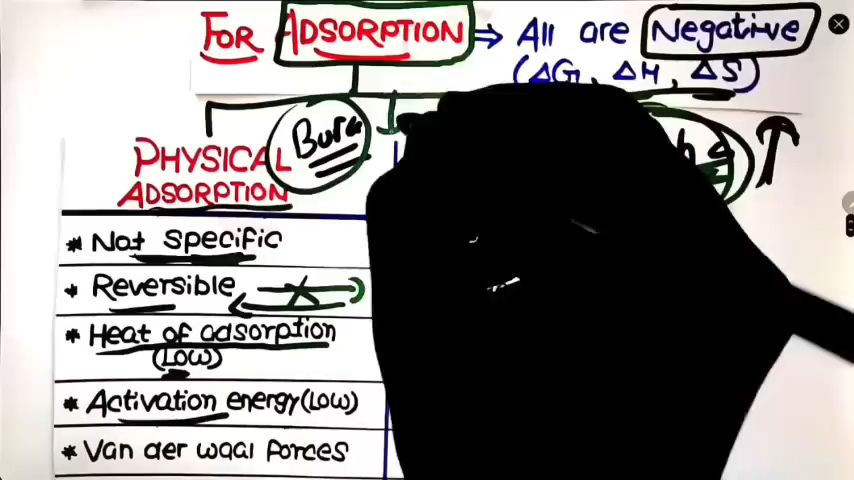 FOR ADSORPTION ⇒ All are Negative
(ΔG, ΔH, ΔS)
PHYSICAL
ADSORPTION
* Not specific
* Reversible
* Heat of adsorption
(LOW)
* Activation energy (LOW)
* Van der waal forces